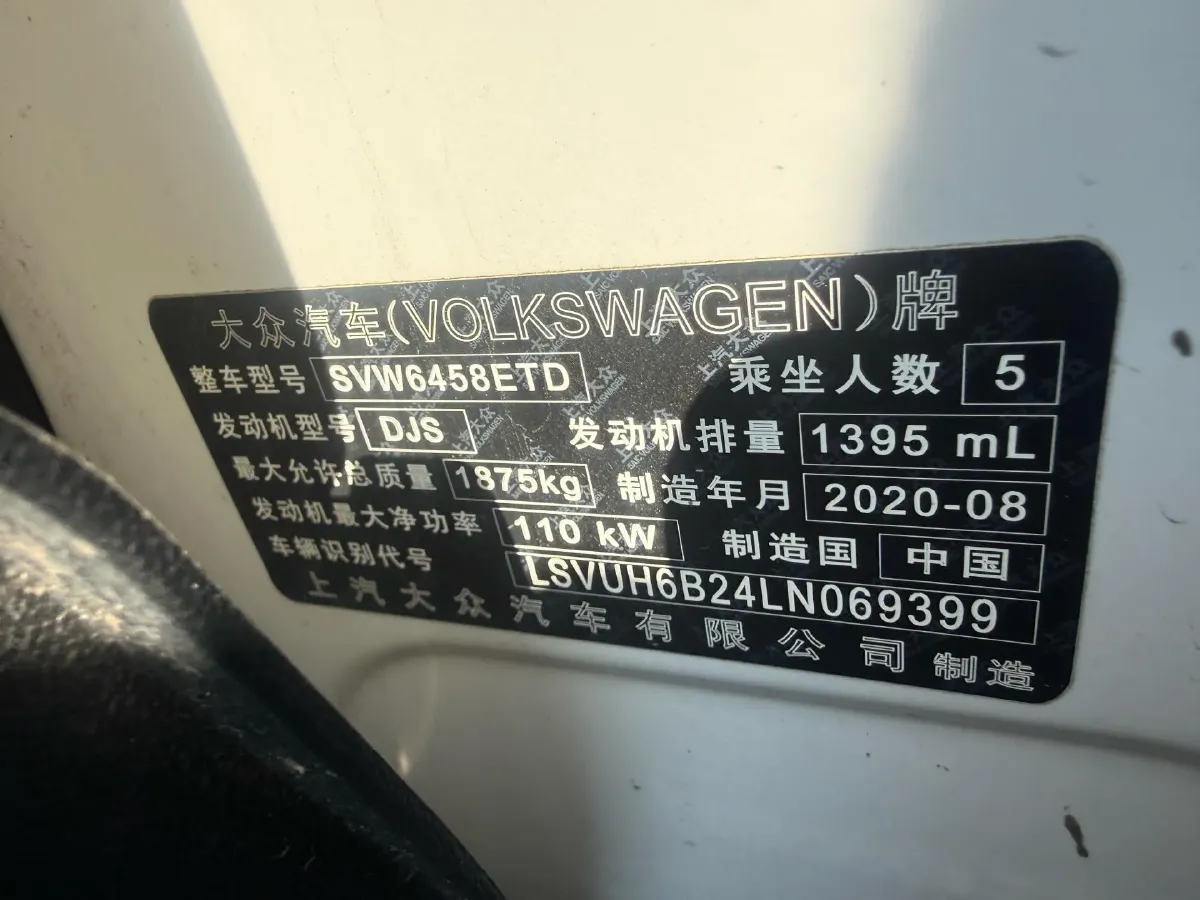 大众汽车(VOLKSWAGEN)牌
整车型号 SVW6458ETD 乘坐人数 5
发动机型号 DJS 发动机排量 1395 mL
最大允许总质量 1875kg 制造年月 2020-08
发动机最大净功率 110 kW 制造国 中国
车辆识别代号 LSVUH6B24LN069399
上汽大众汽车有限公司制造